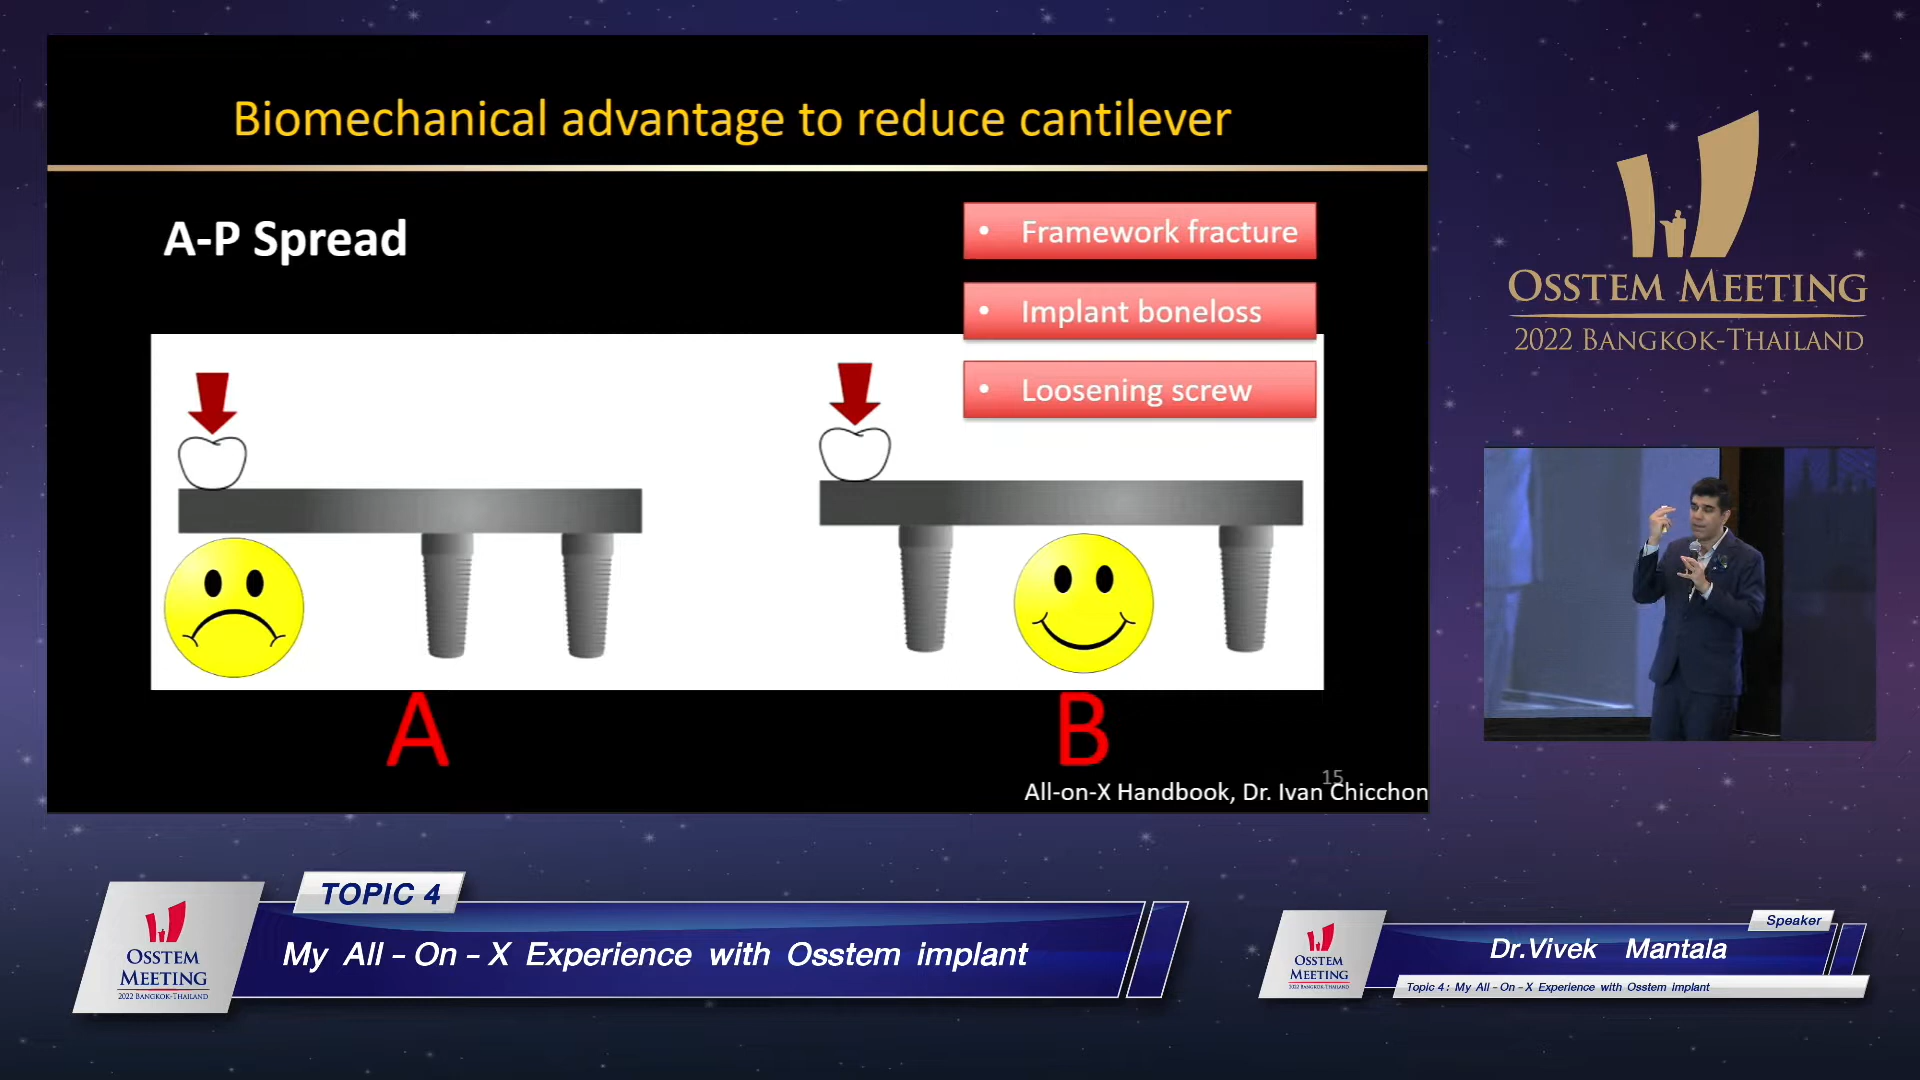 Biomechanical advantage to reduce cantilever
A-P Spread
• Framework fracture
• Implant boneloss
• Loosening screw
A
B
15
All-on-X Handbook, Dr. Ivan Chicchon
OSSTEM MEETING
2022 BANGKOK-THAILAND
TOPIC 4
My All - On - X Experience with Osstem implant
OSSTEM
MEETING
2022 BANGKOK-THAILAND
Speaker
Dr.Vivek Mantala
Topic 4 : My All - On - X Experience with Osstem implant
OSSTEM
MEETING
2022 BANGKOK-THAILAND